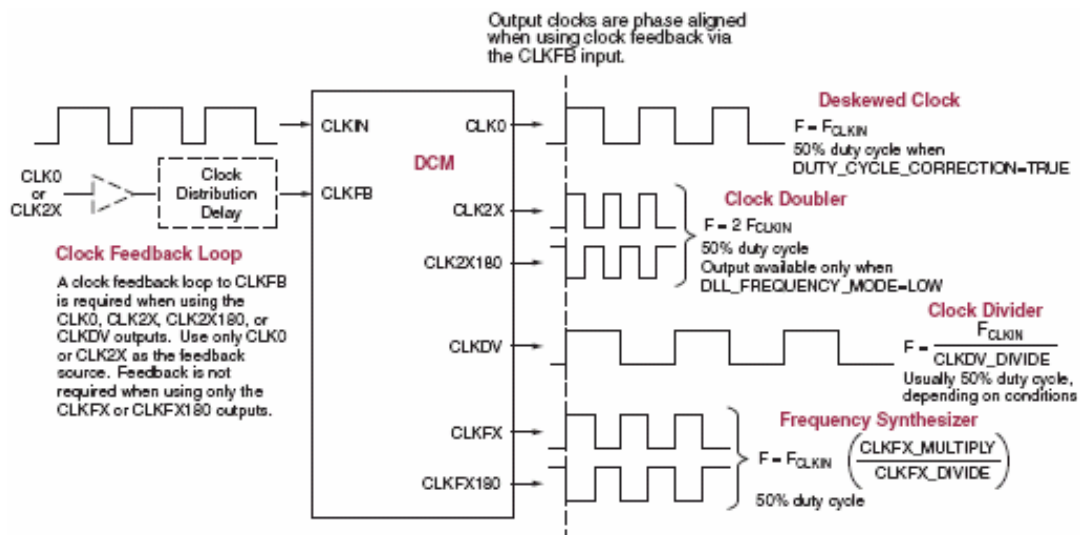 Output clocks are phase aligned
when using clock feedback via
the CLKFB input.
CLKIN
CLK0
or
CLK2X
Clock
Distribution
Delay
CLKFB
Clock Feedback Loop
A clock feedback loop to CLKFB
is required when using the
CLK0, CLK2X, CLK2X180, or
CLKDV outputs. Use only CLK0
or CLK2X as the feedback
source. Feedback is not
required when using only the
CLKFX or CLKFX180 outputs.
DCM
CLK0
Deskewed Clock
F = FCLKIN
50% duty cycle when
DUTY_CYCLE_CORRECTION=TRUE
CLK2X
CLK2X180
Clock Doubler
F = 2 FCLKIN
50% duty cycle
Output available only when
DLL_FREQUENCY_MODE=LOW
CLKDV
Clock Divider
F = FCLKIN
CLKDV_DIVIDE
Usually 50% duty cycle,
depending on conditions
CLKFX
CLKFX180
Frequency Synthesizer
F = FCLKIN (CLKFX_MULTIPLY
CLKFX_DIVIDE)
50% duty cycle